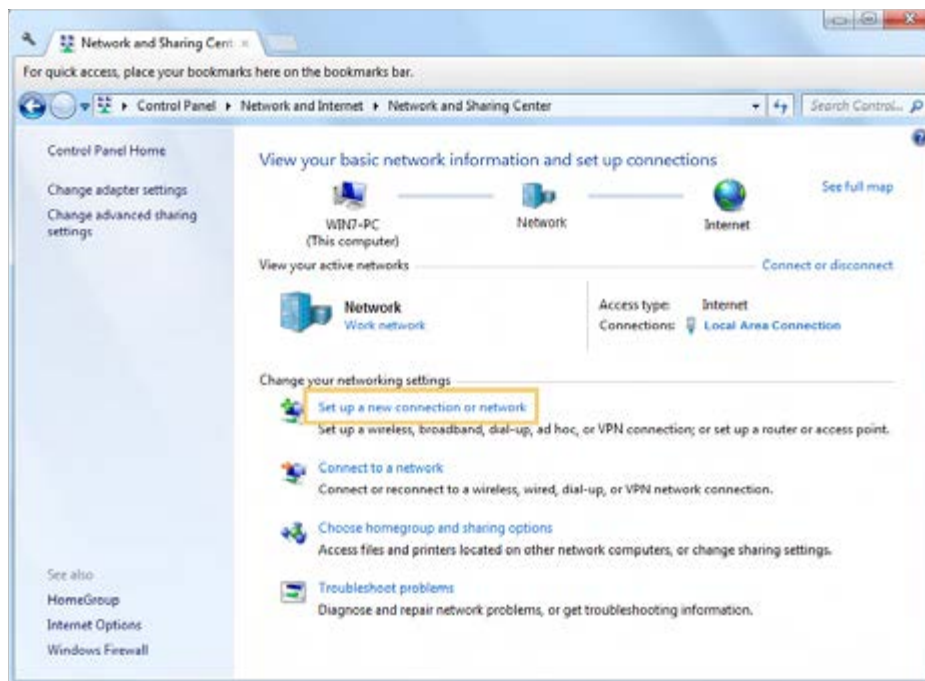 Network and Sharing Cent
For quick access, place your bookmarks here on the bookmarks bar.
Control Panel Network and Internet Network and Sharing Center Search Control...
Control Panel Home
Change adapter settings
Change advanced sharing
settings
View your basic network information and set up connections
See full map
WIN7-PC Network Internet
(This computer)
View your active networks Connect or disconnect
Network Access type: Internet
Work network Connections: Local Area Connection
Change your networking settings
Set up a new connection or network
Set up a wireless, broadband, dial-up, ad hoc, or VPN connection; or set up a router or access point.
Connect to a network
Connect or reconnect to a wireless, wired, dial-up, or VPN network connection.
Choose homegroup and sharing options
Access files and printers located on other network computers, or change sharing settings.
Troubleshoot problems
Diagnose and repair network problems, or get troubleshooting information.
See also
HomeGroup
Internet Options
Windows Firewall